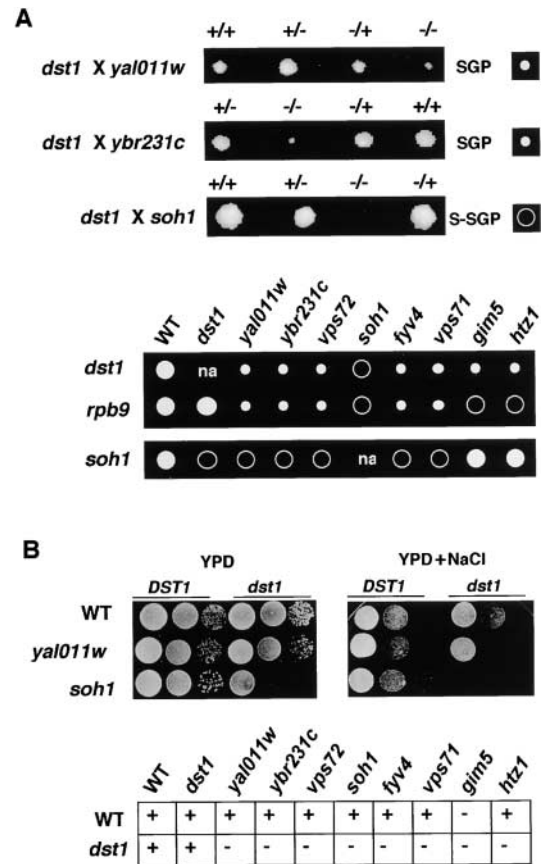 A
+/+ +/- -/+ -/-
dst1 X yal011w SGP
+/- -/- -/+ +/+
dst1 X ybr231c SGP
+/+ +/- -/- -/+
dst1 X soh1 S-SGP
WT dst1 yal011w ybr231c vps72 soh1 fyv4 vps71 gim5 htz1
dst1 na
rpb9
soh1 na
B
YPD YPD+NaCl
DST1 dst1 DST1 dst1
WT
yal011w
soh1
WT dst1 yal011w ybr231c vps72 soh1 fyv4 vps71 gim5 htz1
WT + + + + + + + + - +
dst1 + + - - - - - - - -